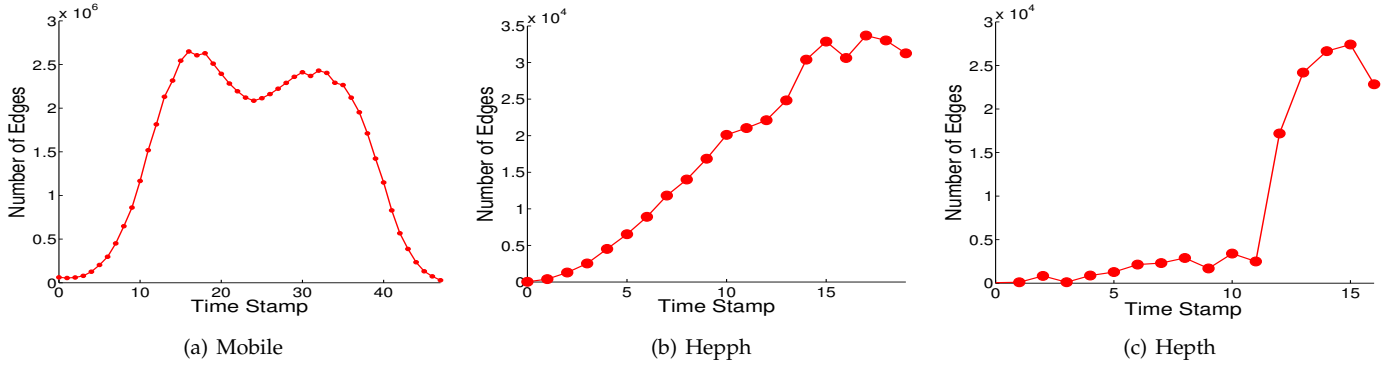 x 10^6
3
2.5
2
1.5
1
0.5
0
Number of Edges
0 10 20 30 40
Time Stamp
(a) Mobile
x 10^4
3.5
3
2.5
2
1.5
1
0.5
0
Number of Edges
0 5 10 15
Time Stamp
(b) Hepph
x 10^4
3
2.5
2
1.5
1
0.5
0
Number of Edges
0 5 10 15
Time Stamp
(c) Hepth